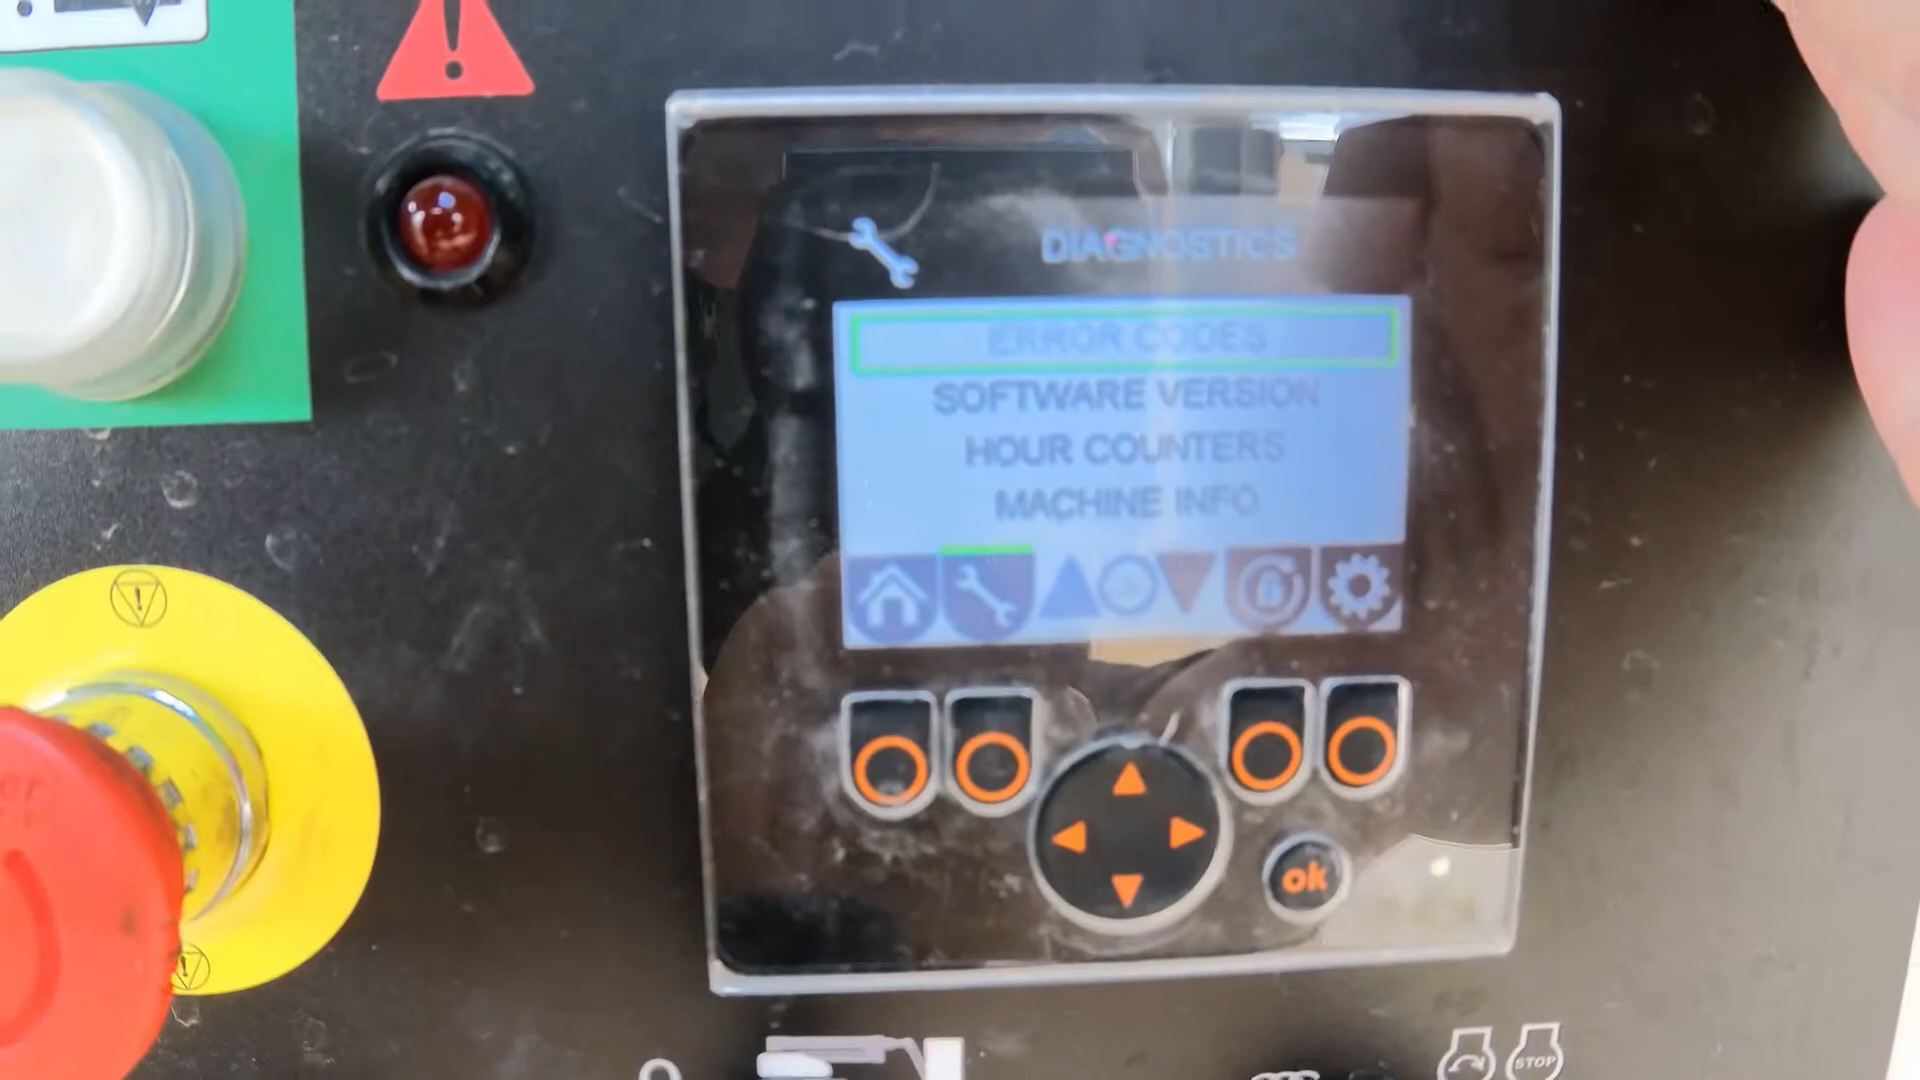 DIAGNOSTICS
ERROR CODES
SOFTWARE VERSION
HOUR COUNTERS
MACHINE INFO
ok
STOP